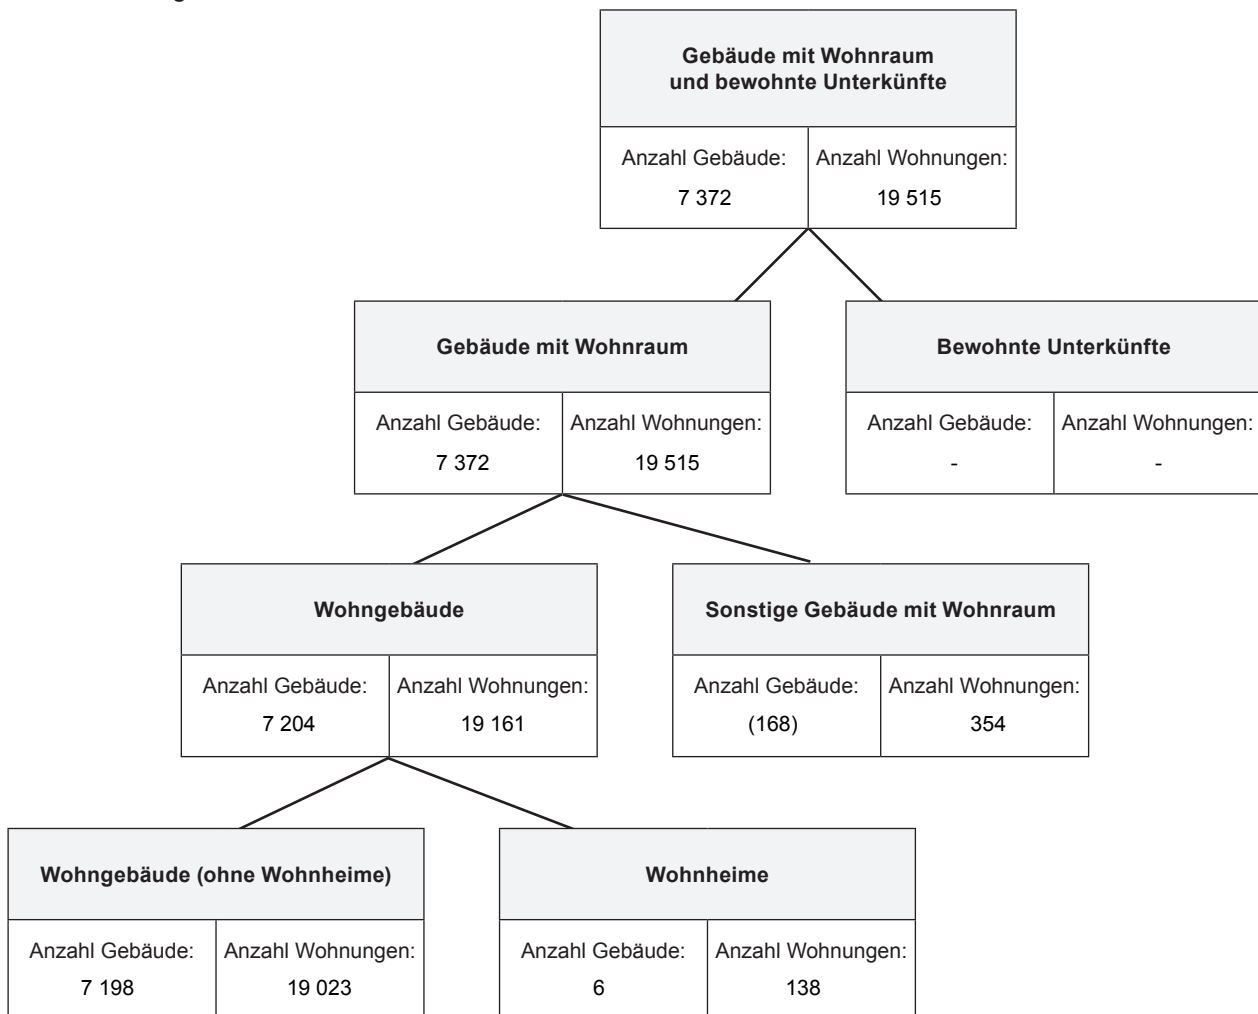 Gebäude mit Wohnraum
und bewohnte Unterkünfte
Anzahl Gebäude: Anzahl Wohnungen:
7 372 19 515
Gebäude mit Wohnraum
Anzahl Gebäude: Anzahl Wohnungen:
7 372 19 515
Bewohnte Unterkünfte
Anzahl Gebäude: Anzahl Wohnungen:
- -
Wohngebäude
Anzahl Gebäude: Anzahl Wohnungen:
7 204 19 161
Sonstige Gebäude mit Wohnraum
Anzahl Gebäude: Anzahl Wohnungen:
(168) 354
Wohngebäude (ohne Wohnheime)
Anzahl Gebäude: Anzahl Wohnungen:
7 198 19 023
Wohnheime
Anzahl Gebäude: Anzahl Wohnungen:
6 138